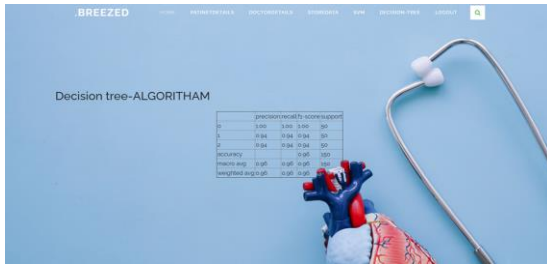 .BREEZED HOME PATIENTDETAILS DOCTORDETAILS STOREDATA SVM DECISION-TREE LOGOUT
Decision tree-ALGORITHAM
precision recall f1-score support
0 1.00 1.00 1.00 50
1 0.94 0.94 0.94 50
2 0.94 0.94 0.94 50
accuracy 0.96 150
macro avg 0.96 0.96 0.96 150
weighted avg 0.96 0.96 0.96 150